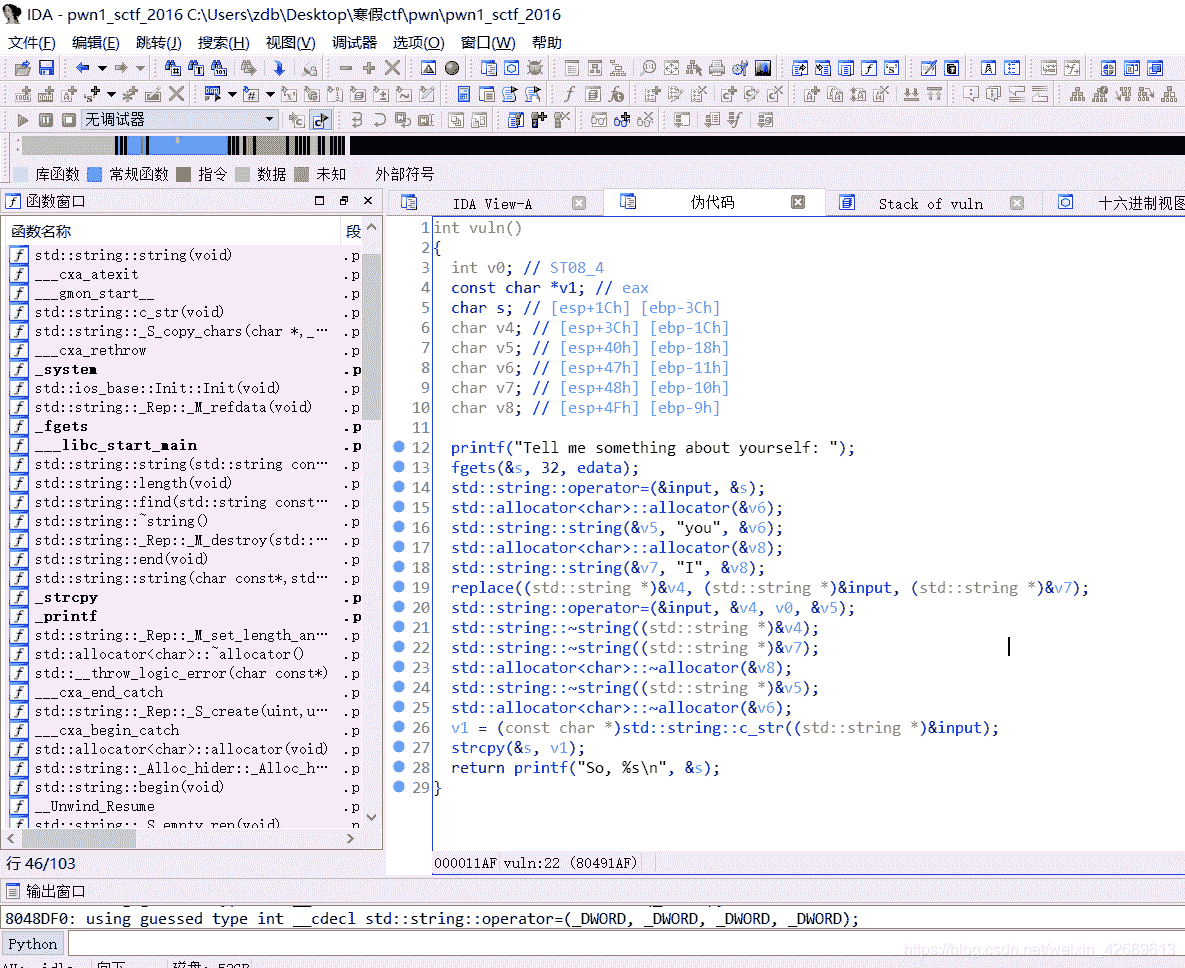 IDA - pwn1_sctf_2016 C:\Users\zdb\Desktop\寒假ctf\pwn\pwn1_sctf_2016
文件(F) 编辑(E) 跳转(J) 搜索(H) 视图(V) 调试器 选项(O) 窗口(W) 帮助
无调试器
库函数 常规函数 指令 数据 未知 外部符号
函数窗口
IDA View-A 伪代码 Stack of vuln 十六进制视图
函数名称 段
std::string::string(void) .p
___cxa_atexit .p
___gmon_start__ .p
std::string::c_str(void) .p
std::string::_S_copy_chars(char *,_… .p
___cxa_rethrow .p
_system .p
std::ios_base::Init::Init(void) .p
std::string::_Rep::_M_refdata(void) .p
_fgets .p
___libc_start_main .p
std::string::string(std::string con… .p
std::string::length(void) .p
std::string::find(std::string const… .p
std::string::~string() .p
std::string::_Rep::_M_destroy(std::… .p
std::string::end(void) .p
std::string::string(char const*,std… .p
_strcpy .p
_printf .p
std::string::_Rep::_M_set_length_an… .p
std::allocator<char>::~allocator() .p
std::__throw_logic_error(char const*) .p
___cxa_end_catch .p
std::string::_Rep::_S_create(uint,u… .p
___cxa_begin_catch .p
std::allocator<char>::allocator(void) .p
std::string::_Alloc_hider::_Alloc_h… .p
std::string::begin(void) .p
__Unwind_Resume .p
std::string::_S_empty_rep(void) .p
行 46/103
1 int vuln()
2 {
3 int v0; // ST08_4
4 const char *v1; // eax
5 char s; // [esp+1Ch] [ebp-3Ch]
6 char v4; // [esp+3Ch] [ebp-1Ch]
7 char v5; // [esp+40h] [ebp-18h]
8 char v6; // [esp+47h] [ebp-11h]
9 char v7; // [esp+48h] [ebp-10h]
10 char v8; // [esp+4Fh] [ebp-9h]
11
12 printf("Tell me something about yourself: ");
13 fgets(&s, 32, edata);
14 std::string::operator=(&input, &s);
15 std::allocator<char>::allocator(&v6);
16 std::string::string(&v5, "you", &v6);
17 std::allocator<char>::allocator(&v8);
18 std::string::string(&v7, "I", &v8);
19 replace((std::string *)&v4, (std::string *)&input, (std::string *)&v7);
20 std::string::operator=(&input, &v4, v0, &v5);
21 std::string::~string((std::string *)&v4);
22 std::string::~string((std::string *)&v7);
23 std::allocator<char>::~allocator(&v8);
24 std::string::~string((std::string *)&v5);
25 std::allocator<char>::~allocator(&v6);
26 v1 = (const char *)std::string::c_str((std::string *)&input);
27 strcpy(&s, v1);
28 return printf("So, %s\n", &s);
29 }
000011AF vuln:22 (80491AF)
输出窗口
8048DF0: using guessed type int __cdecl std::string::operator=(_DWORD, _DWORD, _DWORD, _DWORD);
Python
https://blog.csdn.net/weixin_42689613